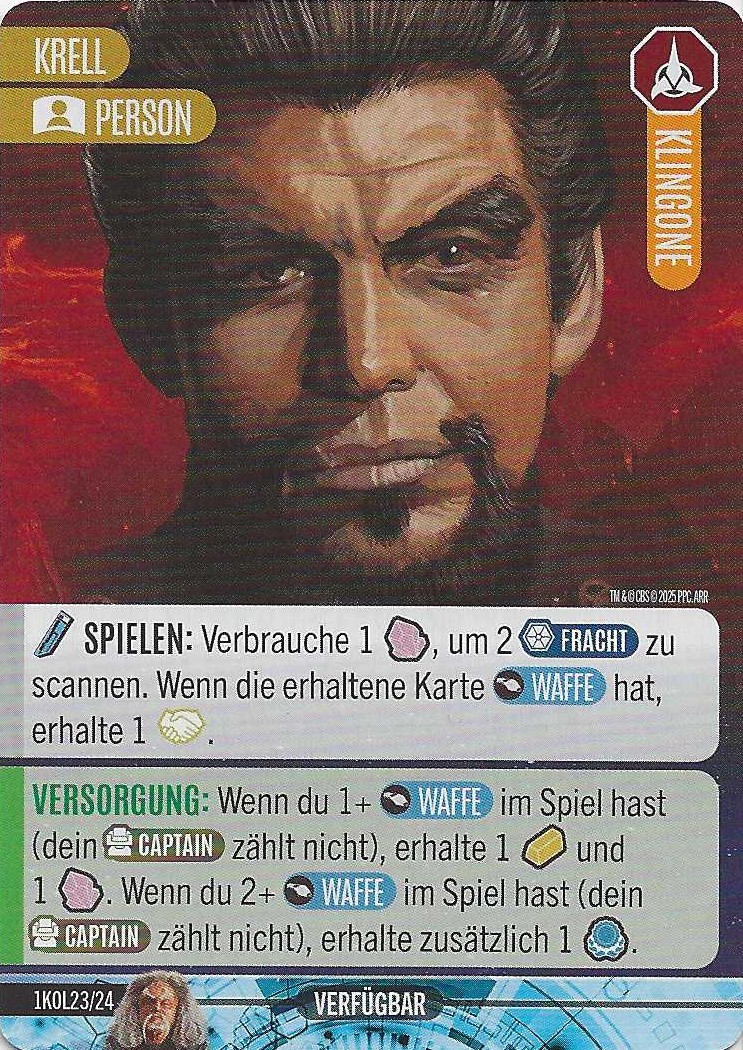 KRELL
PERSON
KLINGONE
TM & © CBS © 2025 PPC. ARR
SPIELEN: Verbrauche 1 , um 2 FRACHT zu
scannen. Wenn die erhaltene Karte WAFFE hat,
erhalte 1 .
VERSORGUNG: Wenn du 1+ WAFFE im Spiel hast
(dein CAPTAIN zählt nicht), erhalte 1 und
1 . Wenn du 2+ WAFFE im Spiel hast (dein
CAPTAIN zählt nicht), erhalte zusätzlich 1 .
1KOL23/24
VERFÜGBAR